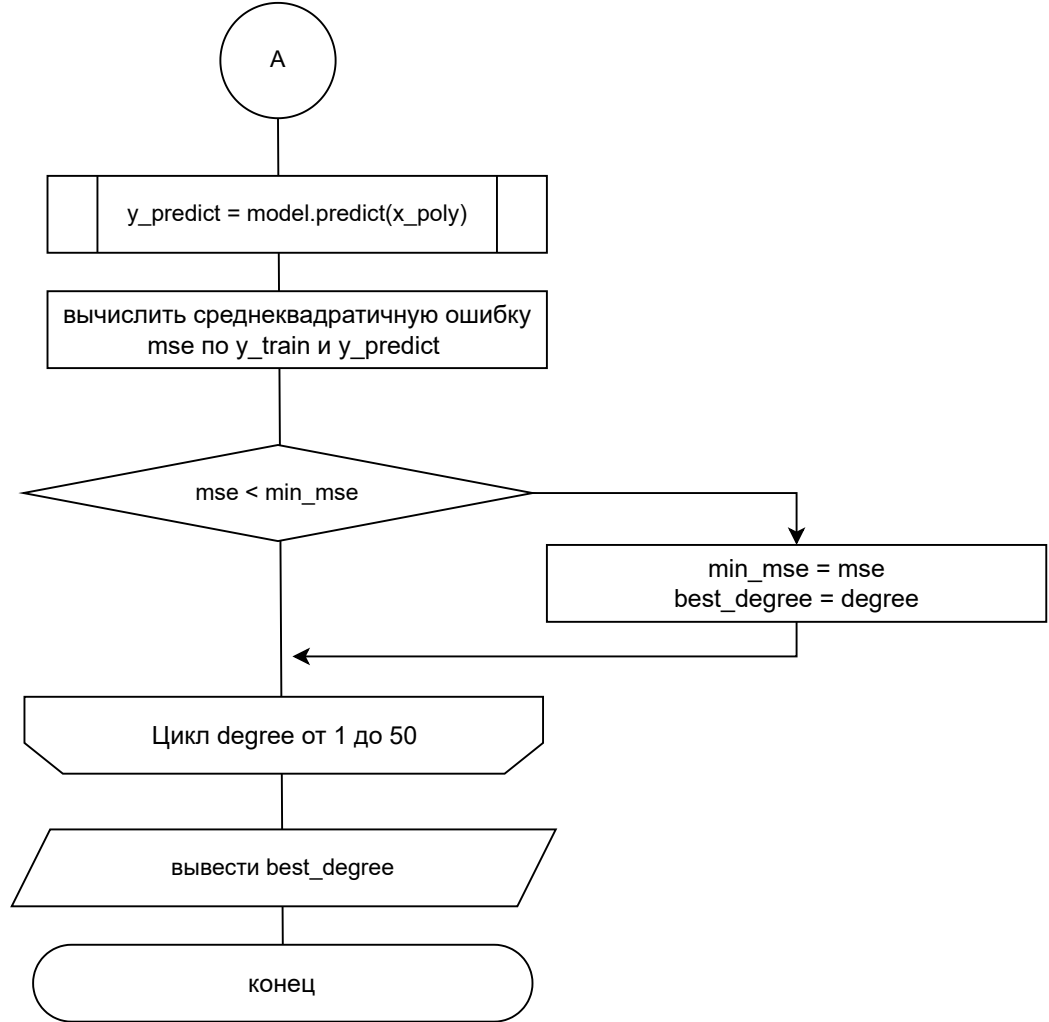 A
y_predict = model.predict(x_poly)
вычислить среднеквадратичную ошибку
mse по y_train и y_predict
mse < min_mse
min_mse = mse
best_degree = degree
Цикл degree от 1 до 50
вывести best_degree
конец